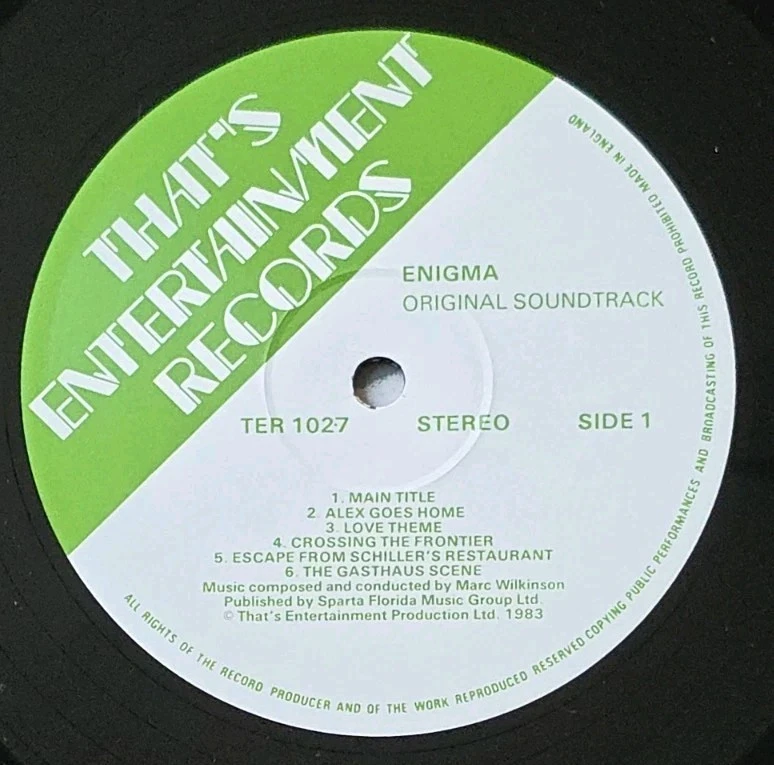 THAT'S
ENTERTAINMENT
RECORDS
ENIGMA
ORIGINAL SOUNDTRACK
TER 1027 STEREO SIDE 1
1. MAIN TITLE
2. ALEX GOES HOME
3. LOVE THEME
4. CROSSING THE FRONTIER
5. ESCAPE FROM SCHILLER'S RESTAURANT
6. THE GASTHAUS SCENE
Music composed and conducted by Marc Wilkinson
Published by Sparta Florida Music Group Ltd.
© That's Entertainment Production Ltd. 1983
ALL RIGHTS OF THE RECORD PRODUCER AND OF THE WORK REPRODUCED RESERVED COPYING PUBLIC PERFORMANCES AND BROADCASTING OF THIS RECORD PROHIBITED MADE IN ENGLAND